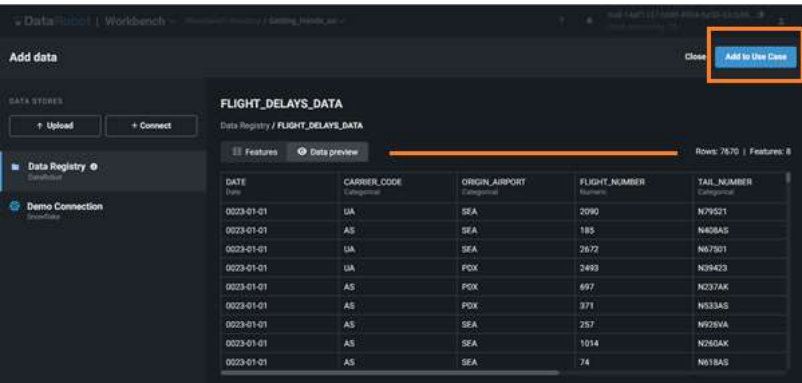 DataRobot | Workbench
Add data
Close
Add to Use Case
DATA STORES
↑ Upload
+ Connect
Data Registry
DataRobot
Demo Connection
Snowflake
FLIGHT_DELAYS_DATA
Data Registry / FLIGHT_DELAYS_DATA
Features
Data preview
Rows: 7670 | Features: 8
DATE CARRIER_CODE ORIGIN_AIRPORT FLIGHT_NUMBER TAIL_NUMBER
Date Categorical Categorical Numeric Categorical
0023-01-01 UA SEA 2090 N79521
0023-01-01 AS SEA 185 N408AS
0023-01-01 UA SEA 2672 N67501
0023-01-01 UA PDX 2493 N39423
0023-01-01 AS PDX 697 N237AK
0023-01-01 AS PDX 371 N533AS
0023-01-01 AS SEA 257 N926VA
0023-01-01 AS SEA 1014 N260AK
0023-01-01 AS SEA 74 N618AS